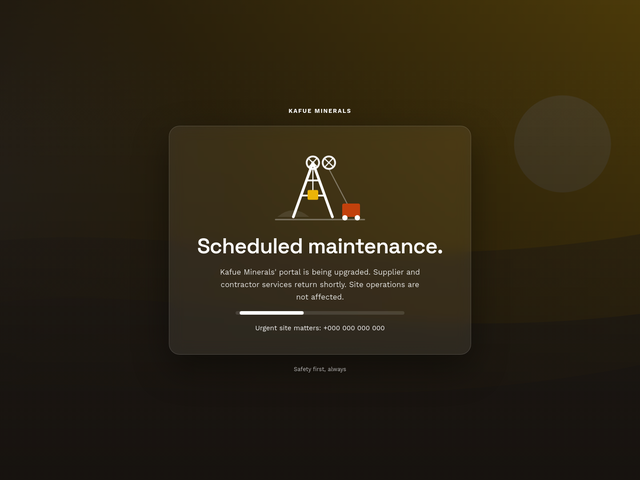 KAFUE MINERALS
Scheduled maintenance.
Kafue Minerals' portal is being upgraded. Supplier and
contractor services return shortly. Site operations are
not affected.
Urgent site matters: +000 000 000 000
Safety first, always